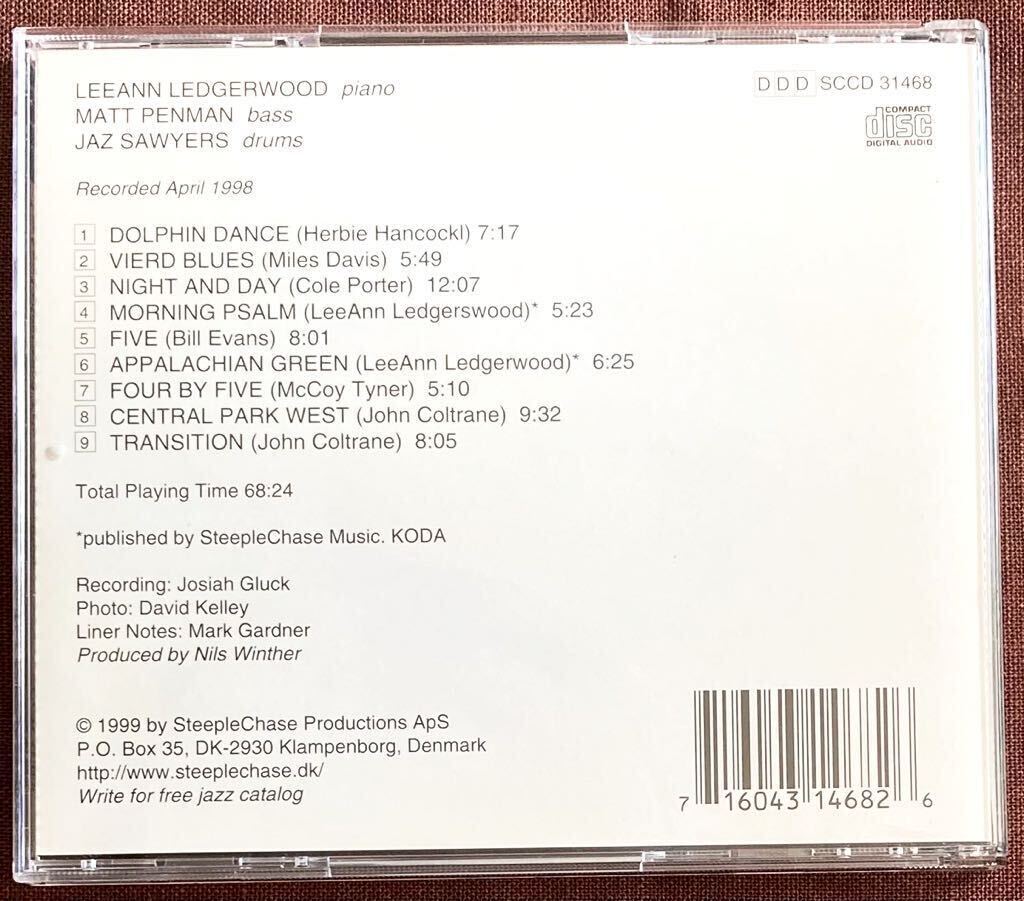 LEEANN LEDGERWOOD piano
MATT PENMAN bass
JAZ SAWYERS drums
DDD SCCD 31468
COMPACT
disc
DIGITAL AUDIO
Recorded April 1998
1 DOLPHIN DANCE (Herbie Hancockl) 7:17
2 VIERD BLUES (Miles Davis) 5:49
3 NIGHT AND DAY (Cole Porter) 12:07
4 MORNING PSALM (LeeAnn Ledgerswood)* 5:23
5 FIVE (Bill Evans) 8:01
6 APPALACHIAN GREEN (LeeAnn Ledgerwood)* 6:25
7 FOUR BY FIVE (McCoy Tyner) 5:10
8 CENTRAL PARK WEST (John Coltrane) 9:32
9 TRANSITION (John Coltrane) 8:05
Total Playing Time 68:24
*published by SteepleChase Music. KODA
Recording: Josiah Gluck
Photo: David Kelley
Liner Notes: Mark Gardner
Produced by Nils Winther
© 1999 by SteepleChase Productions ApS
P.O. Box 35, DK-2930 Klampenborg, Denmark
http://www.steeplechase.dk/
Write for free jazz catalog
7 16043 14682 6